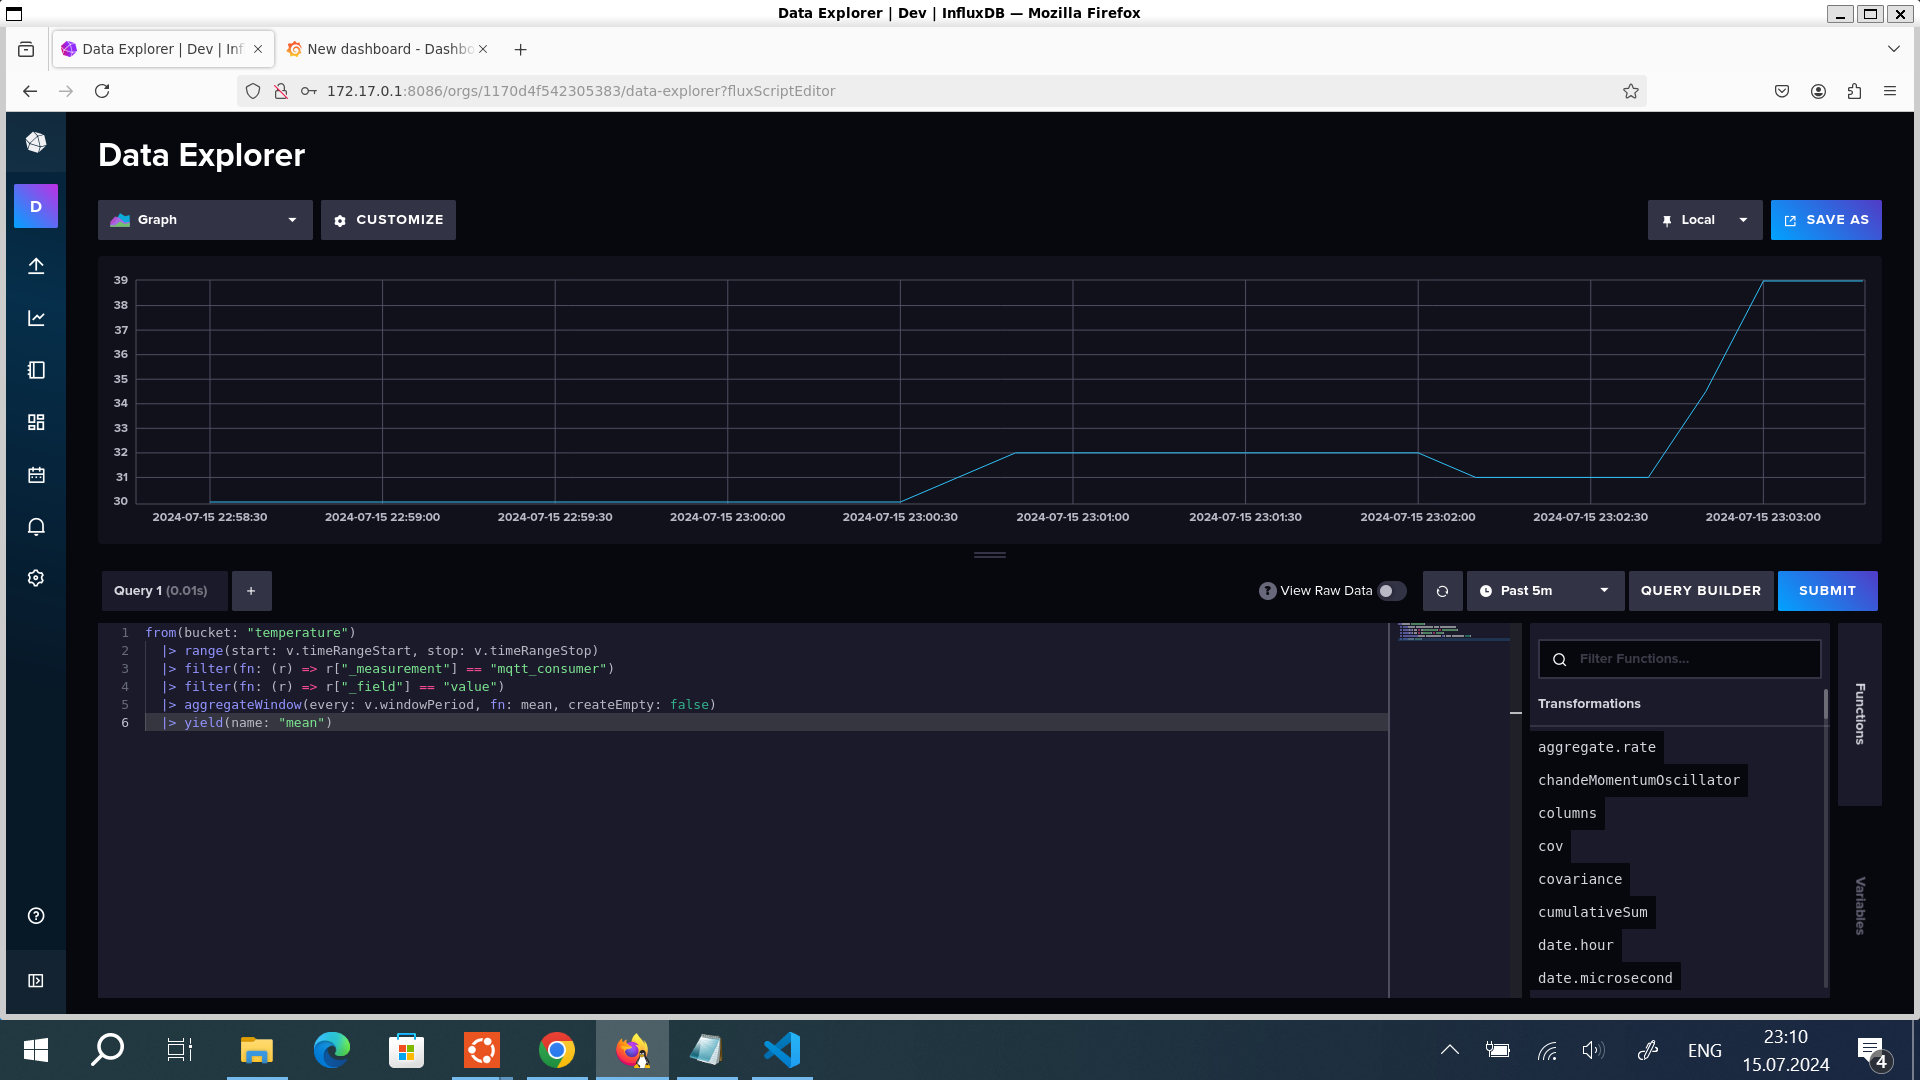 Data Explorer | Dev | InfluxDB — Mozilla Firefox
Data Explorer | Dev | Inf
New dashboard - Dashbo
172.17.0.1:8086/orgs/1170d4f542305383/data-explorer?fluxScriptEditor
Data Explorer
D
Graph
CUSTOMIZE
Local
SAVE AS
39
38
37
36
35
34
33
32
31
30
2024-07-15 22:58:30
2024-07-15 22:59:00
2024-07-15 22:59:30
2024-07-15 23:00:00
2024-07-15 23:00:30
2024-07-15 23:01:00
2024-07-15 23:01:30
2024-07-15 23:02:00
2024-07-15 23:02:30
2024-07-15 23:03:00
Query 1 (0.01s)
+
? View Raw Data
Past 5m
QUERY BUILDER
SUBMIT
1 from(bucket: "temperature")
2 |> range(start: v.timeRangeStart, stop: v.timeRangeStop)
3 |> filter(fn: (r) => r["_measurement"] == "mqtt_consumer")
4 |> filter(fn: (r) => r["_field"] == "value")
5 |> aggregateWindow(every: v.windowPeriod, fn: mean, createEmpty: false)
6 |> yield(name: "mean")
Filter Functions...
Transformations
aggregate.rate
chandeMomentumOscillator
columns
cov
covariance
cumulativeSum
date.hour
date.microsecond
Functions
Variables
ENG
23:10
15.07.2024
4